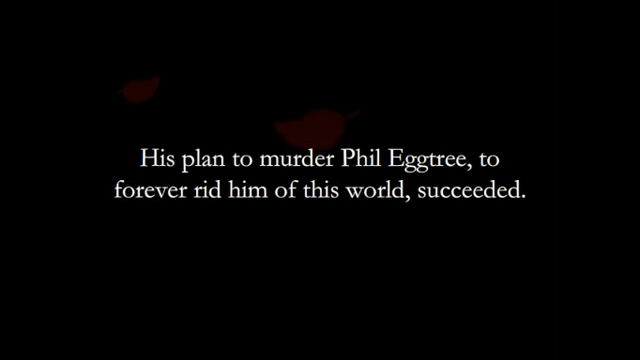 His plan to murder Phil Eggtree, to
forever rid him of this world, succeeded.